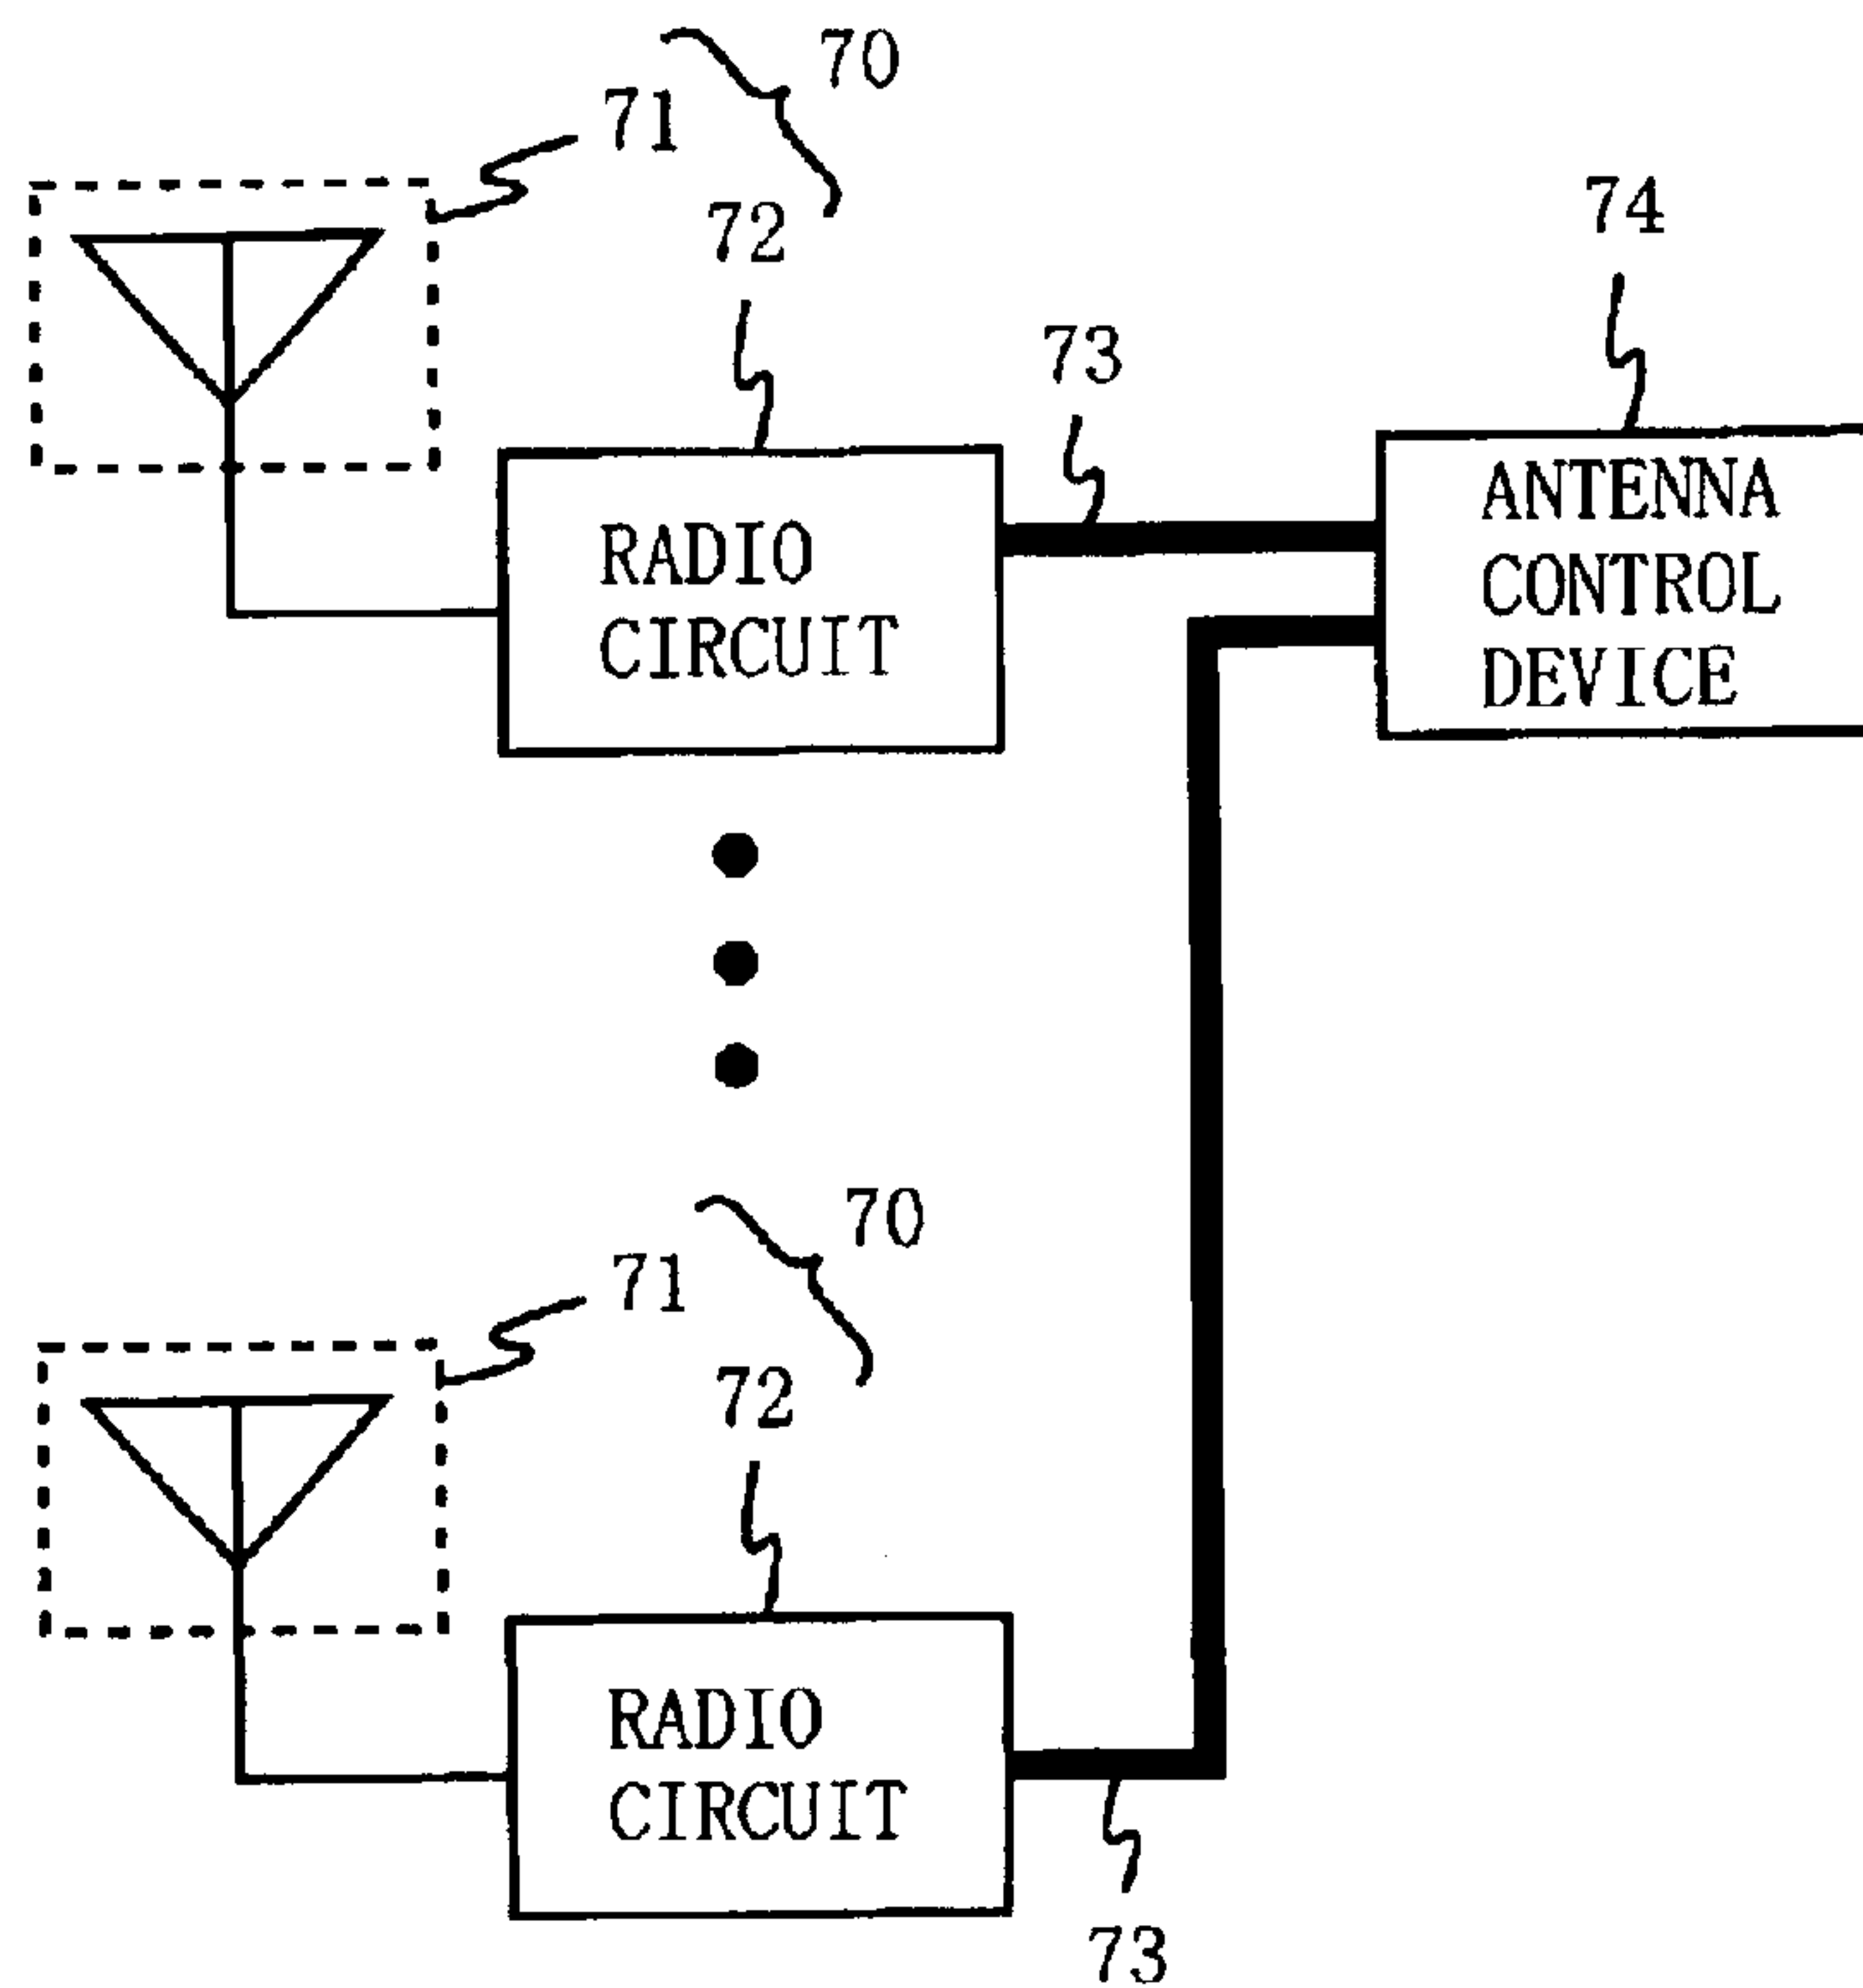 70
71
72
74
73
RADIO
CIRCUIT
ANTENNA
CONTROL
DEVICE
70
71
72
RADIO
CIRCUIT
73